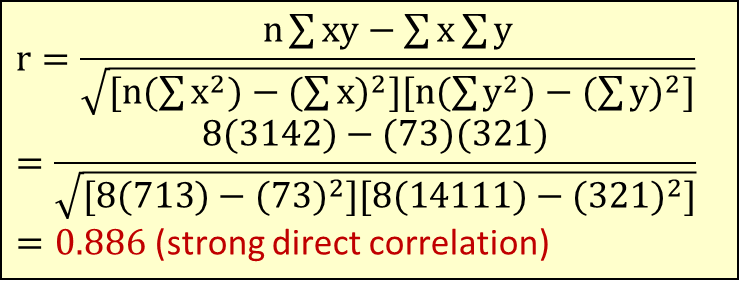 r = n ∑ xy − ∑ x ∑ y
√[n(∑ x²) − (∑ x)²][n(∑y²) − (∑ y)²]
= 8(3142) − (73)(321)
√[8(713) − (73)²][8(14111) − (321)²]
= 0.886 (strong direct correlation)